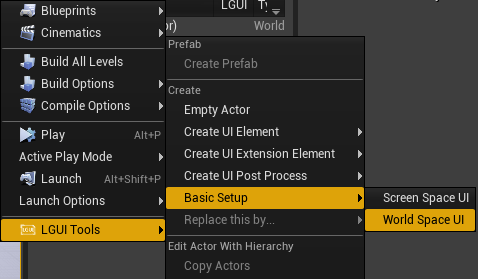 Blueprints
Cinematics
Build All Levels
Build Options
Compile Options
Play Alt+P
Active Play Mode
Launch Alt+Shift+P
Launch Options
LGUI Tools
LGUI
World
Prefab
Create Prefab
Create
Empty Actor
Create UI Element
Create UI Extension Element
Create UI Post Process
Basic Setup
Replace this by...
Edit Actor With Hierarchy
Copy Actors
Screen Space UI
World Space UI